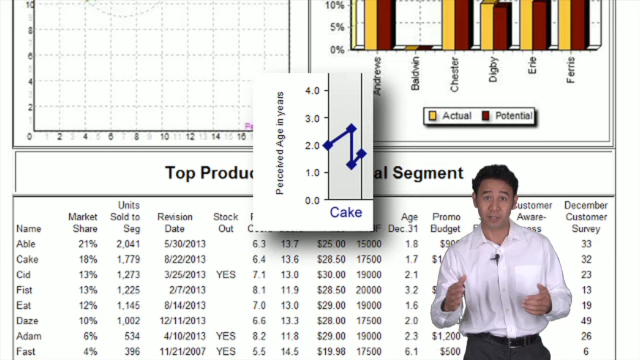 10
8
6
4
2
0 2 4 6 8 10 12 14 16
10%
5%
0%
Andrews
Baldwin
Chester
Digby
Erie
Ferris
Actual Potential
Perceived Age in years
4.0
3.0
2.0
1.0
0.0
Cake
Top Produc
al Segment
Name Market Share Units Sold to Seg Revision Date Stock Out Age Dec.31 Promo Budget Customer Aware- December Customer Survey
Able 21% 2,041 5/30/2013 6.3 13.7 $25.00 15000 1.8 33
Cake 18% 1,779 8/22/2013 6.4 13.6 $28.50 17500 1.7 32
Cid 13% 1,273 3/25/2013 YES 7.1 13.0 $30.00 19000 2.1 23
Fist 13% 1,225 2/7/2013 8.1 11.9 $28.50 20000 3.2 13
Eat 12% 1,145 8/14/2013 7.0 13.0 $29.00 19000 1.6 19
Daze 10% 1,002 12/11/2013 6.6 13.3 $28.00 17500 1.8 49
Adam 6% 534 4/10/2013 YES 8.2 11.8 $29.00 19000 2.3 $1,200 26
Fast 4% 396 11/21/2007 YES 5.5 14.5 $19.98 17500 6.1 $500 6